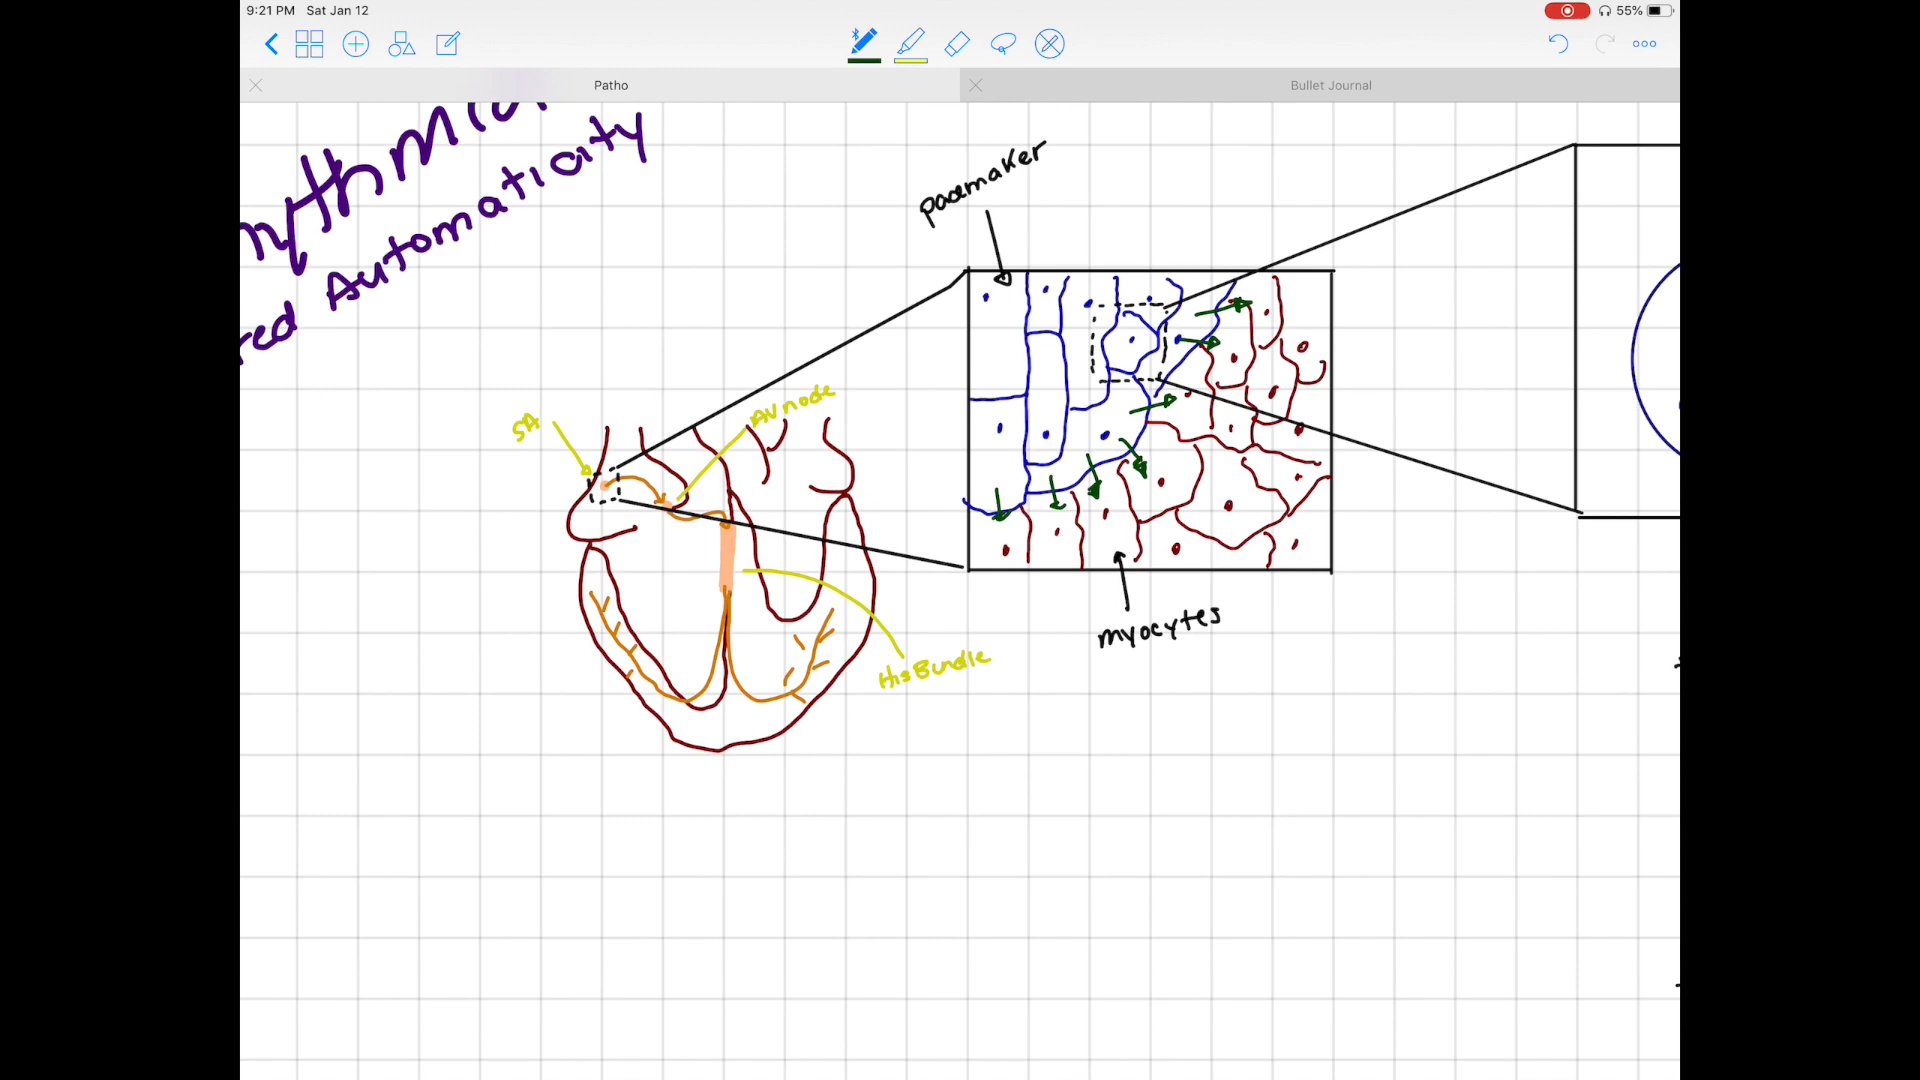 9:21 PM Sat Jan 12
55%
Patho
Bullet Journal
Automaticity
pacemaker
SA
AV node
His Bundle
myocytes